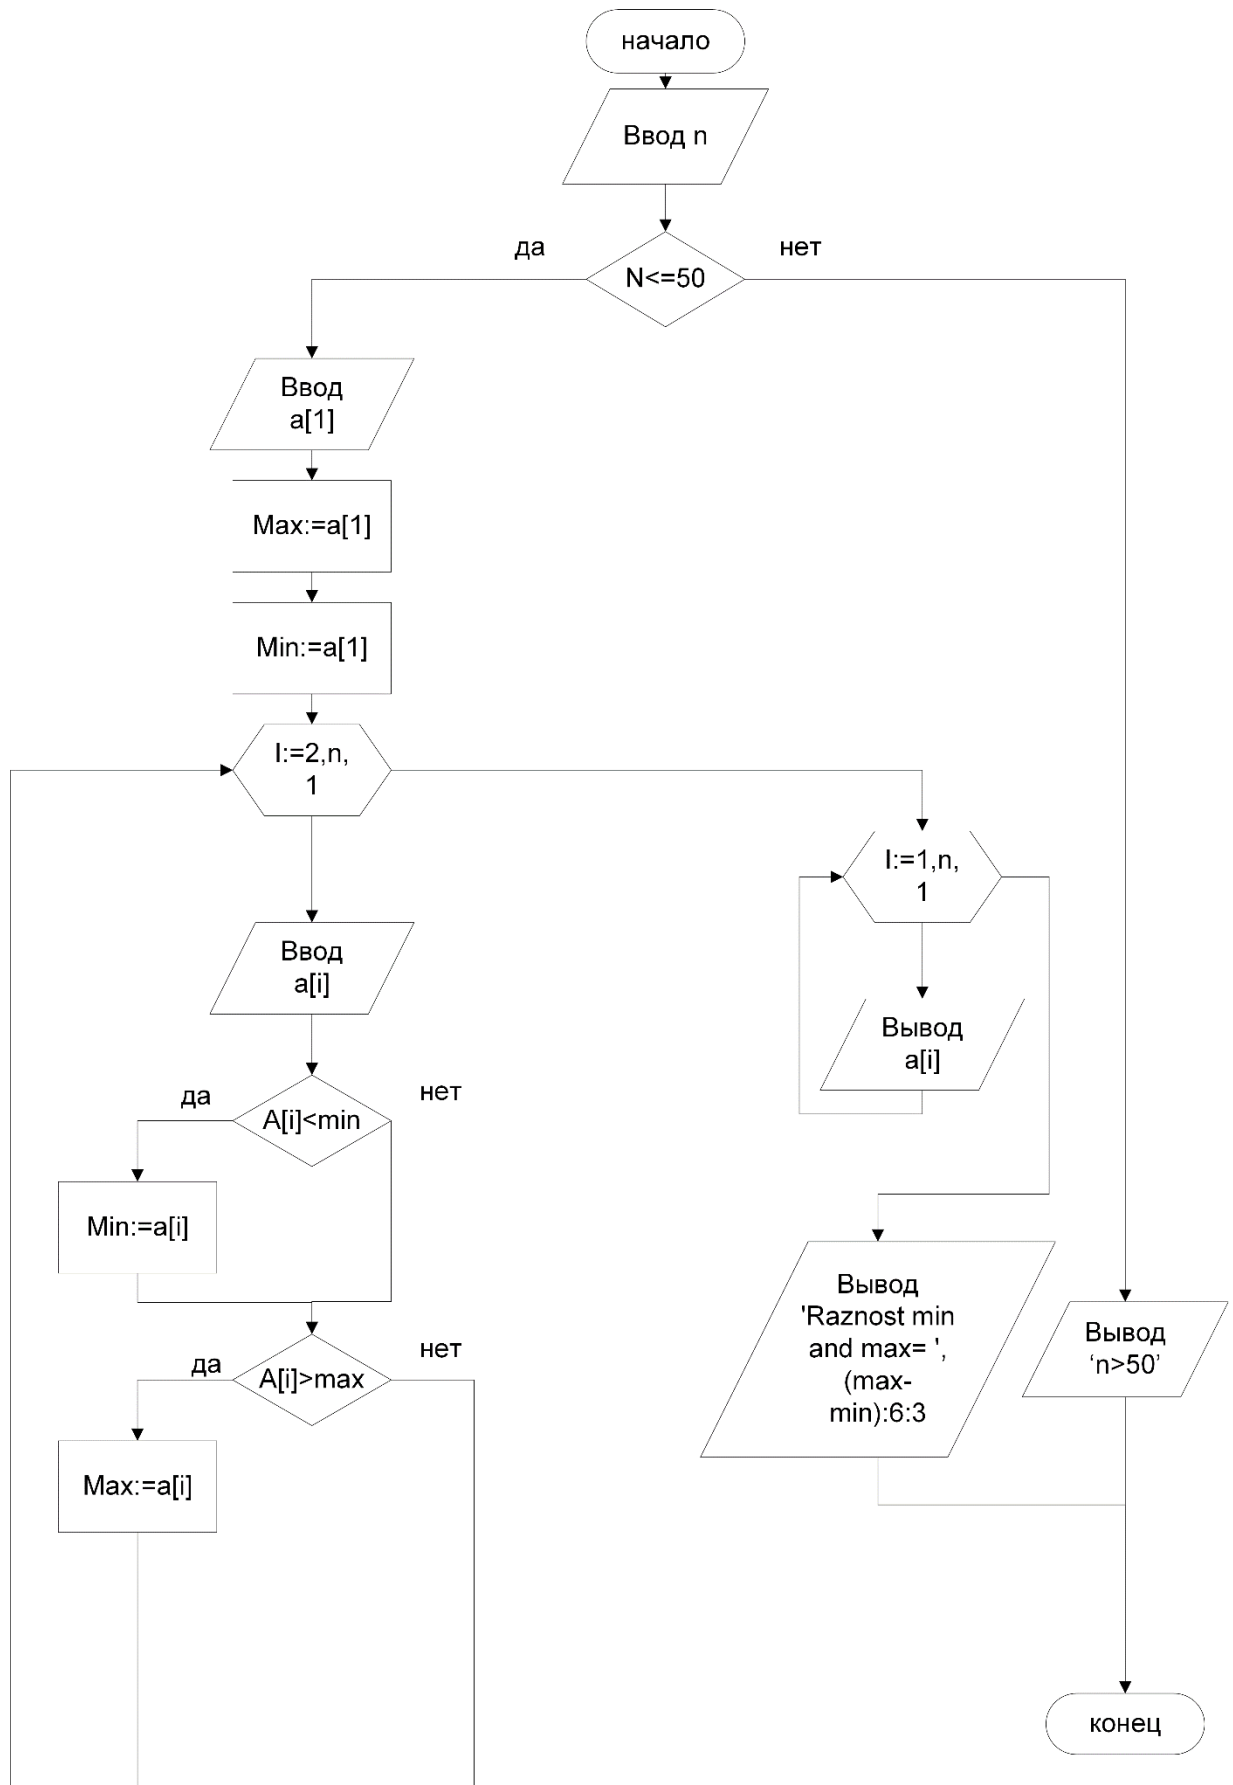 начало
Ввод n
да
нет
N<=50
Ввод
a[1]
Max:=a[1]
Min:=a[1]
I:=2,n,
1
I:=1,n,
1
Ввод
a[i]
Вывод
a[i]
да
нет
A[i]<min
Min:=a[i]
да
нет
A[i]>max
Max:=a[i]
Вывод
'Raznost min
and max= ',
(max-
min):6:3
Вывод
‘n>50’
конец